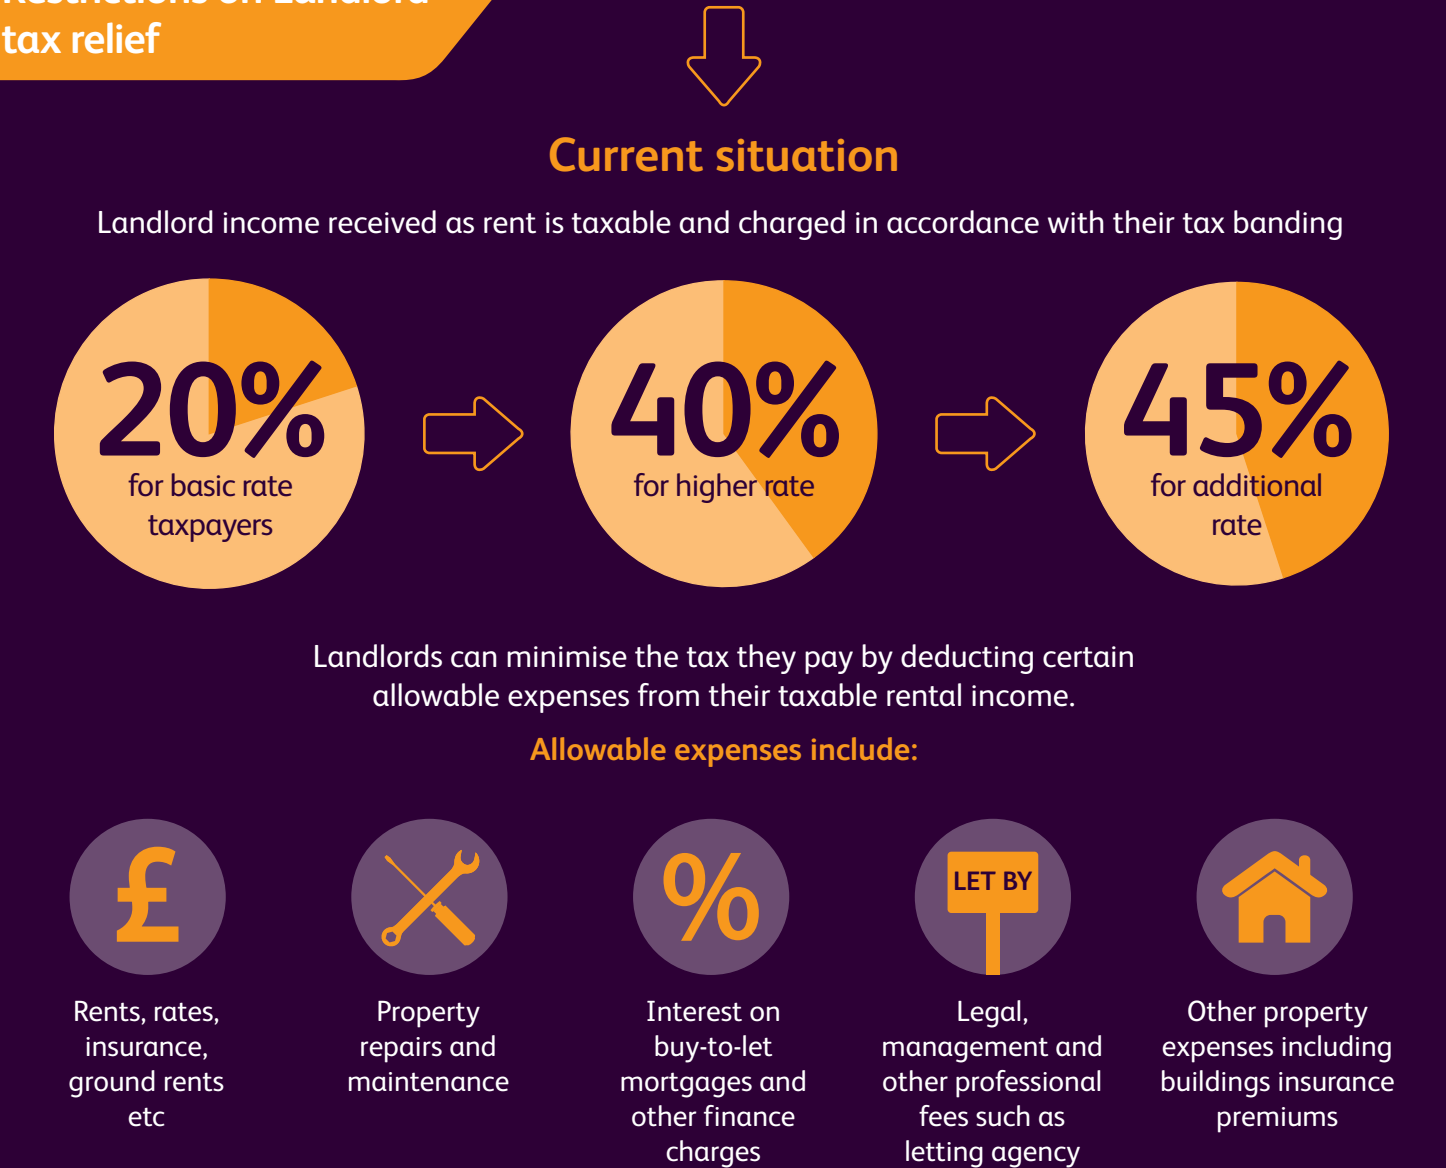 Restrictions on Landlord
tax relief
Current situation
Landlord income received as rent is taxable and charged in accordance with their tax banding
20%
for basic rate
taxpayers
40%
for higher rate
45%
for additional
rate
Landlords can minimise the tax they pay by deducting certain
allowable expenses from their taxable rental income.
Allowable expenses include:
£
Rents, rates,
insurance,
ground rents
etc
Property
repairs and
maintenance
%
Interest on
buy-to-let
mortgages and
other finance
charges
LET BY
Legal,
management and
other professional
fees such as
letting agency
Other property
expenses including
buildings insurance
premiums